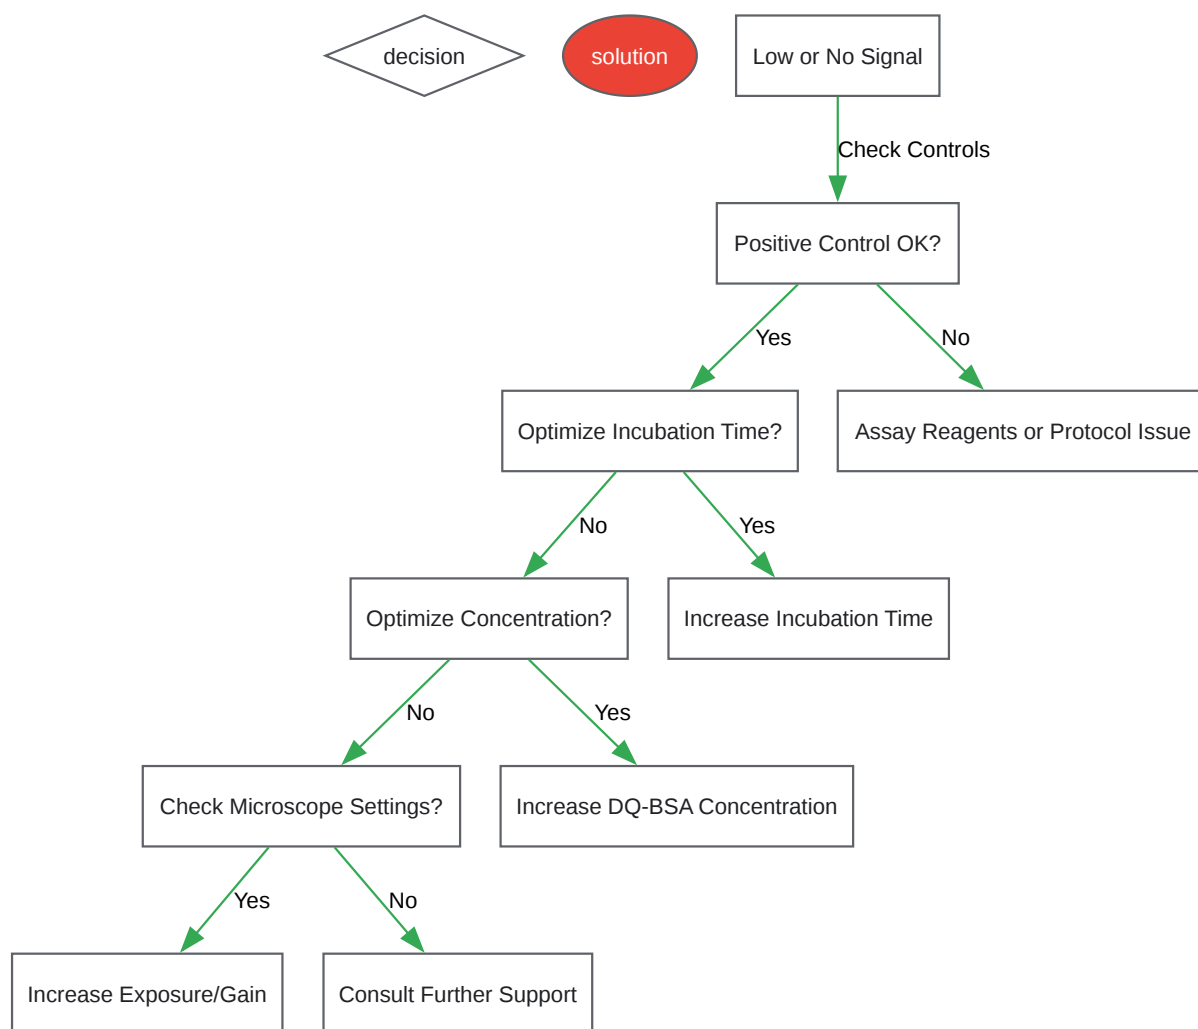 decision
solution
Low or No Signal
Check Controls
Positive Control OK?
Yes
No
Optimize Incubation Time?
Assay Reagents or Protocol Issue
No
Yes
Optimize Concentration?
Increase Incubation Time
No
Yes
Check Microscope Settings?
Increase DQ-BSA Concentration
Yes
No
Increase Exposure/Gain
Consult Further Support